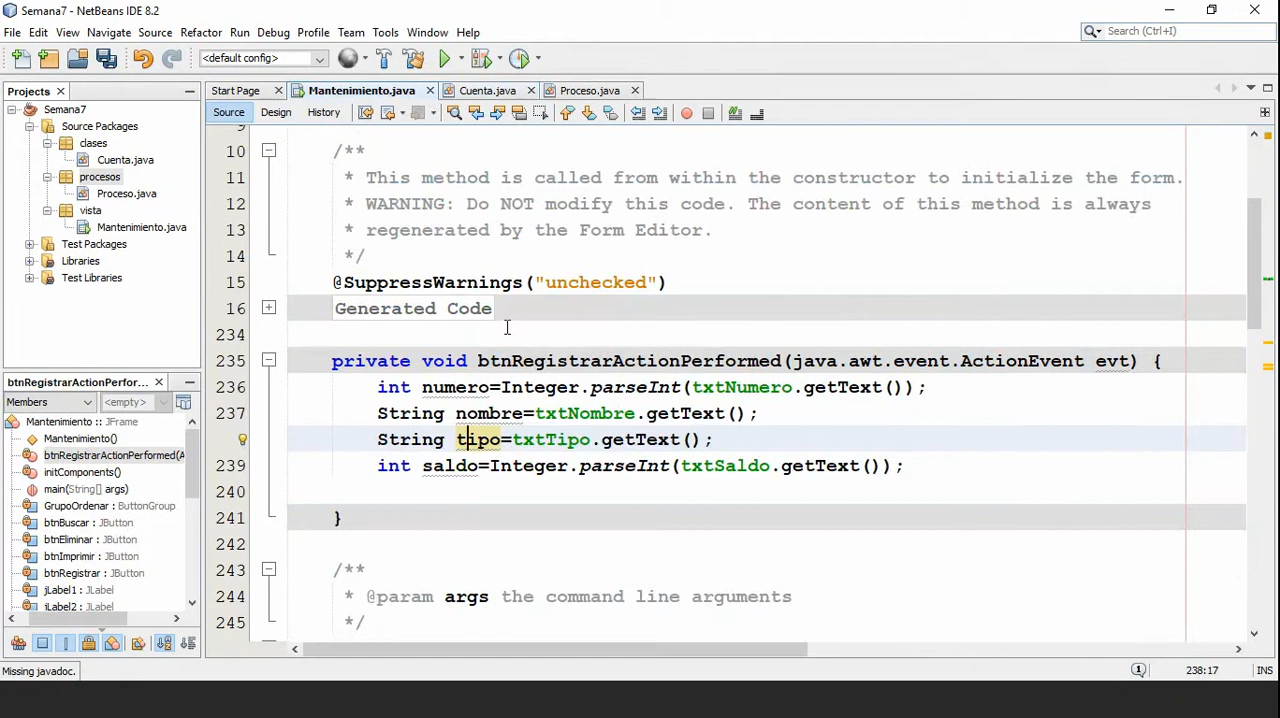 Semana7 - NetBeans IDE 8.2
File Edit View Navigate Source Refactor Run Debug Profile Team Tools Window Help
Search (Ctrl+I)
<default config>
Projects
Start Page
Mantenimiento.java
Cuenta.java
Proceso.java
Source Design History
Semana7
Source Packages
clases
Cuenta.java
procesos
Proceso.java
vista
Mantenimiento.java
Test Packages
Libraries
Test Libraries
btnRegistrarActionPerfor...
Members
<empty>
Mantenimiento :: JFrame
Mantenimiento()
btnRegistrarActionPerformed(A
initComponents()
main(String[] args)
GrupoOrdenar : ButtonGroup
btnBuscar : JButton
btnEliminar : JButton
btnImprimir : JButton
btnRegistrar : JButton
jLabel1 : JLabel
jLabel2 : JLabel
9
10 /**
11 * This method is called from within the constructor to initialize the form.
12 * WARNING: Do NOT modify this code. The content of this method is always
13 * regenerated by the Form Editor.
14 */
15 @SuppressWarnings("unchecked")
16 Generated Code
234
235 private void btnRegistrarActionPerformed(java.awt.event.ActionEvent evt) {
236 int numero=Integer.parseInt(txtNumero.getText());
237 String nombre=txtNombre.getText();
238 String tipo=txtTipo.getText();
239 int saldo=Integer.parseInt(txtSaldo.getText());
240
241 }
242
243 /**
244 * @param args the command line arguments
245 */
Missing javadoc.
1
238:17
INS